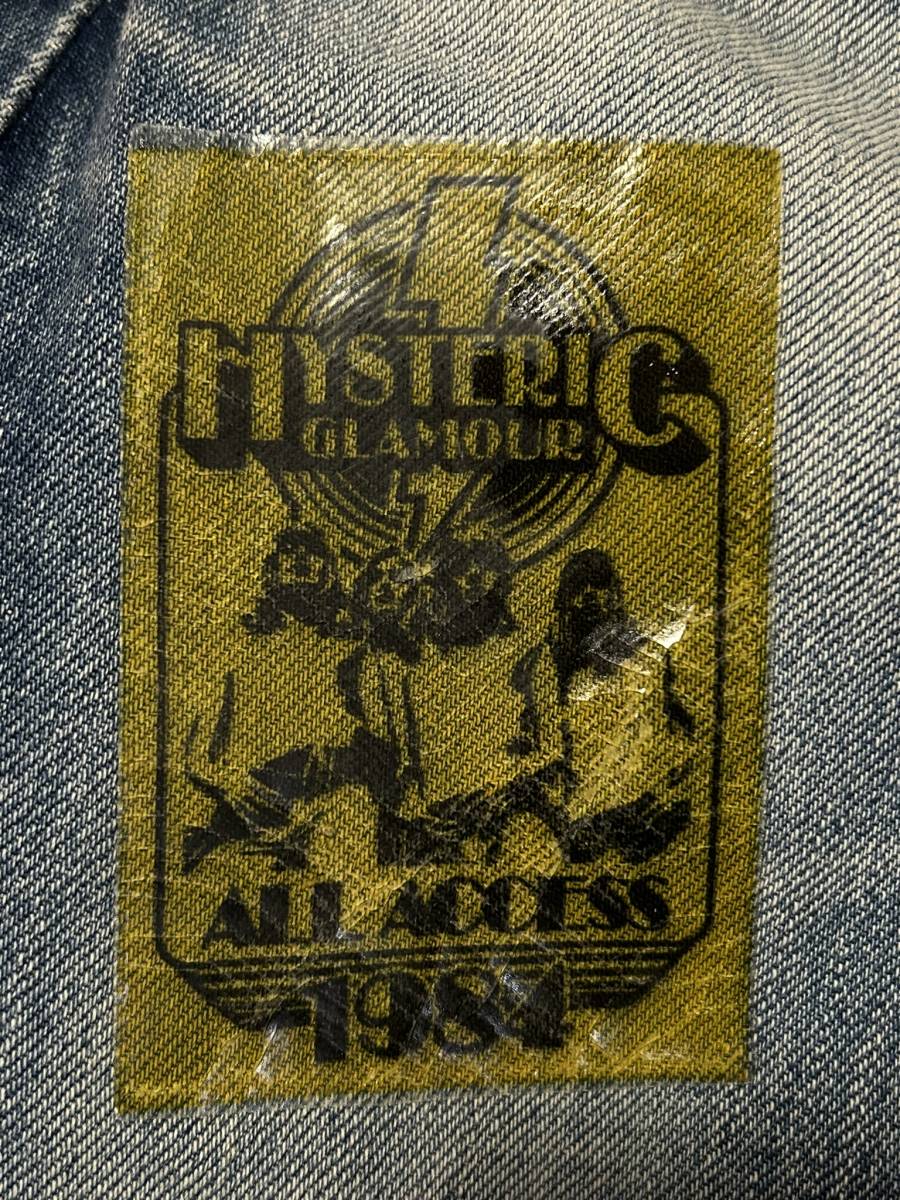 HYSTERIC
GLAMOUR
ALL ACCESS
1984